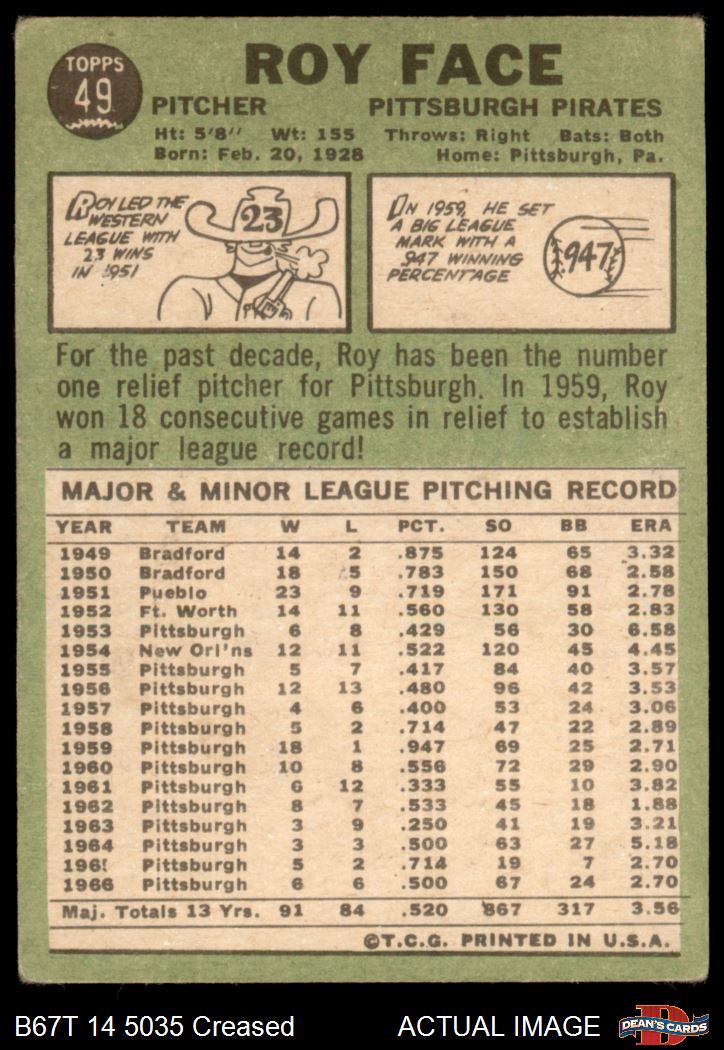 TOPPS
49
ROY FACE
PITCHER PITTSBURGH PIRATES
Ht: 5'8" Wt: 155 Throws: Right Bats: Both
Born: Feb. 20, 1928 Home: Pittsburgh, Pa.
ROY LED THE
WESTERN
LEAGUE WITH
23 WINS
IN 1951
23
IN 1959, HE SET
A BIG LEAGUE
MARK WITH A
947 WINNING
PERCENTAGE
.947
For the past decade, Roy has been the number
one relief pitcher for Pittsburgh. In 1959, Roy
won 18 consecutive games in relief to establish
a major league record!
MAJOR & MINOR LEAGUE PITCHING RECORD
YEAR TEAM W L PCT. SO BB ERA
1949 Bradford 14 2 .875 124 65 3.32
1950 Bradford 18 5 .783 150 68 2.58
1951 Pueblo 23 9 .719 171 91 2.78
1952 Ft. Worth 14 11 .560 130 58 2.83
1953 Pittsburgh 6 8 .429 56 30 6.58
1954 New Orl'ns 12 11 .522 120 45 4.45
1955 Pittsburgh 5 7 .417 84 40 3.57
1956 Pittsburgh 12 13 .480 96 42 3.53
1957 Pittsburgh 4 6 .400 53 24 3.06
1958 Pittsburgh 5 2 .714 47 22 2.89
1959 Pittsburgh 18 1 .947 69 25 2.71
1960 Pittsburgh 10 8 .556 72 29 2.90
1961 Pittsburgh 6 12 .333 55 10 3.82
1962 Pittsburgh 8 7 .533 45 18 1.88
1963 Pittsburgh 3 9 .250 41 19 3.21
1964 Pittsburgh 3 3 .500 63 27 5.18
1965 Pittsburgh 5 2 .714 19 7 2.70
1966 Pittsburgh 6 6 .500 67 24 2.70
Maj. Totals 13 Yrs. 91 84 .520 867 317 3.56
©T.C.G. PRINTED IN U.S.A.
B67T 14 5035 Creased ACTUAL IMAGE
D
DEAN'S CARDS